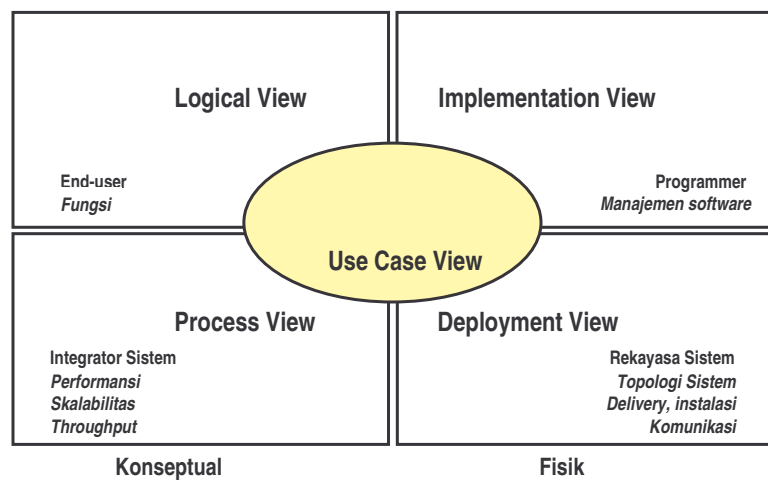 Logical View
End-user
Fungsi
Implementation View
Programmer
Manajemen software
Use Case View
Process View
Integrator Sistem
Performansi
Skalabilitas
Throughput
Deployment View
Rekayasa Sistem
Topologi Sistem
Delivery, instalasi
Komunikasi
Konseptual
Fisik